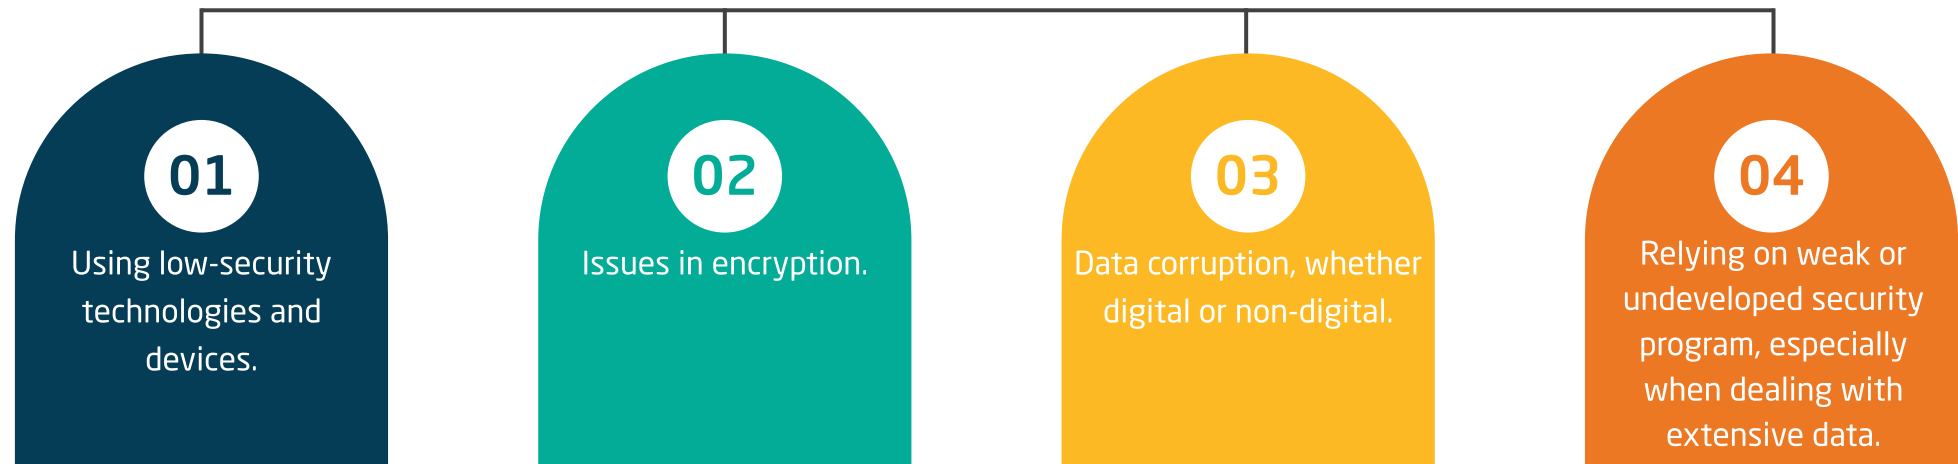 01
Using low-security
technologies and
devices.
02
Issues in encryption.
03
Data corruption, whether
digital or non-digital.
04
Relying on weak or
undeveloped security
program, especially
when dealing with
extensive data.